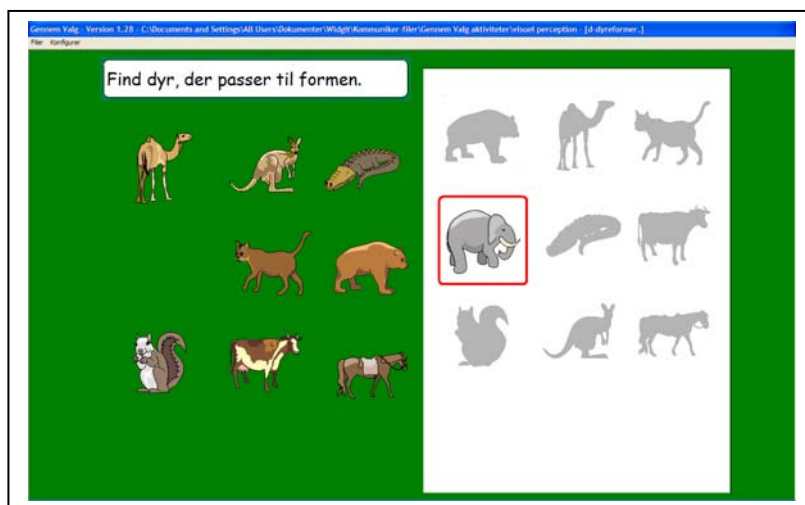 Gennem Valg - Version 1.28 - C:\Documents and Settings\All Users\Dokumenter\Widgit\Kommuniker-filer\Gennem Valg aktiviteter\visuel perception - [d-dyreformer.]
Filer Konfigurer
Find dyr, der passer til formen.